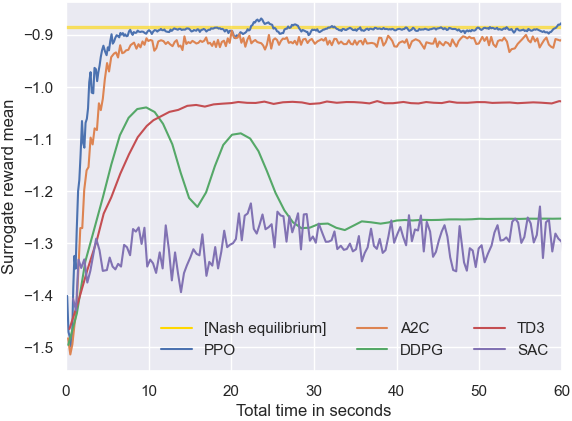 Surrogate reward mean
−0.9
−1.0
−1.1
−1.2
−1.3
−1.4
−1.5
[Nash equilibrium]
PPO
A2C
DDPG
TD3
SAC
0 10 20 30 40 50 60
Total time in seconds